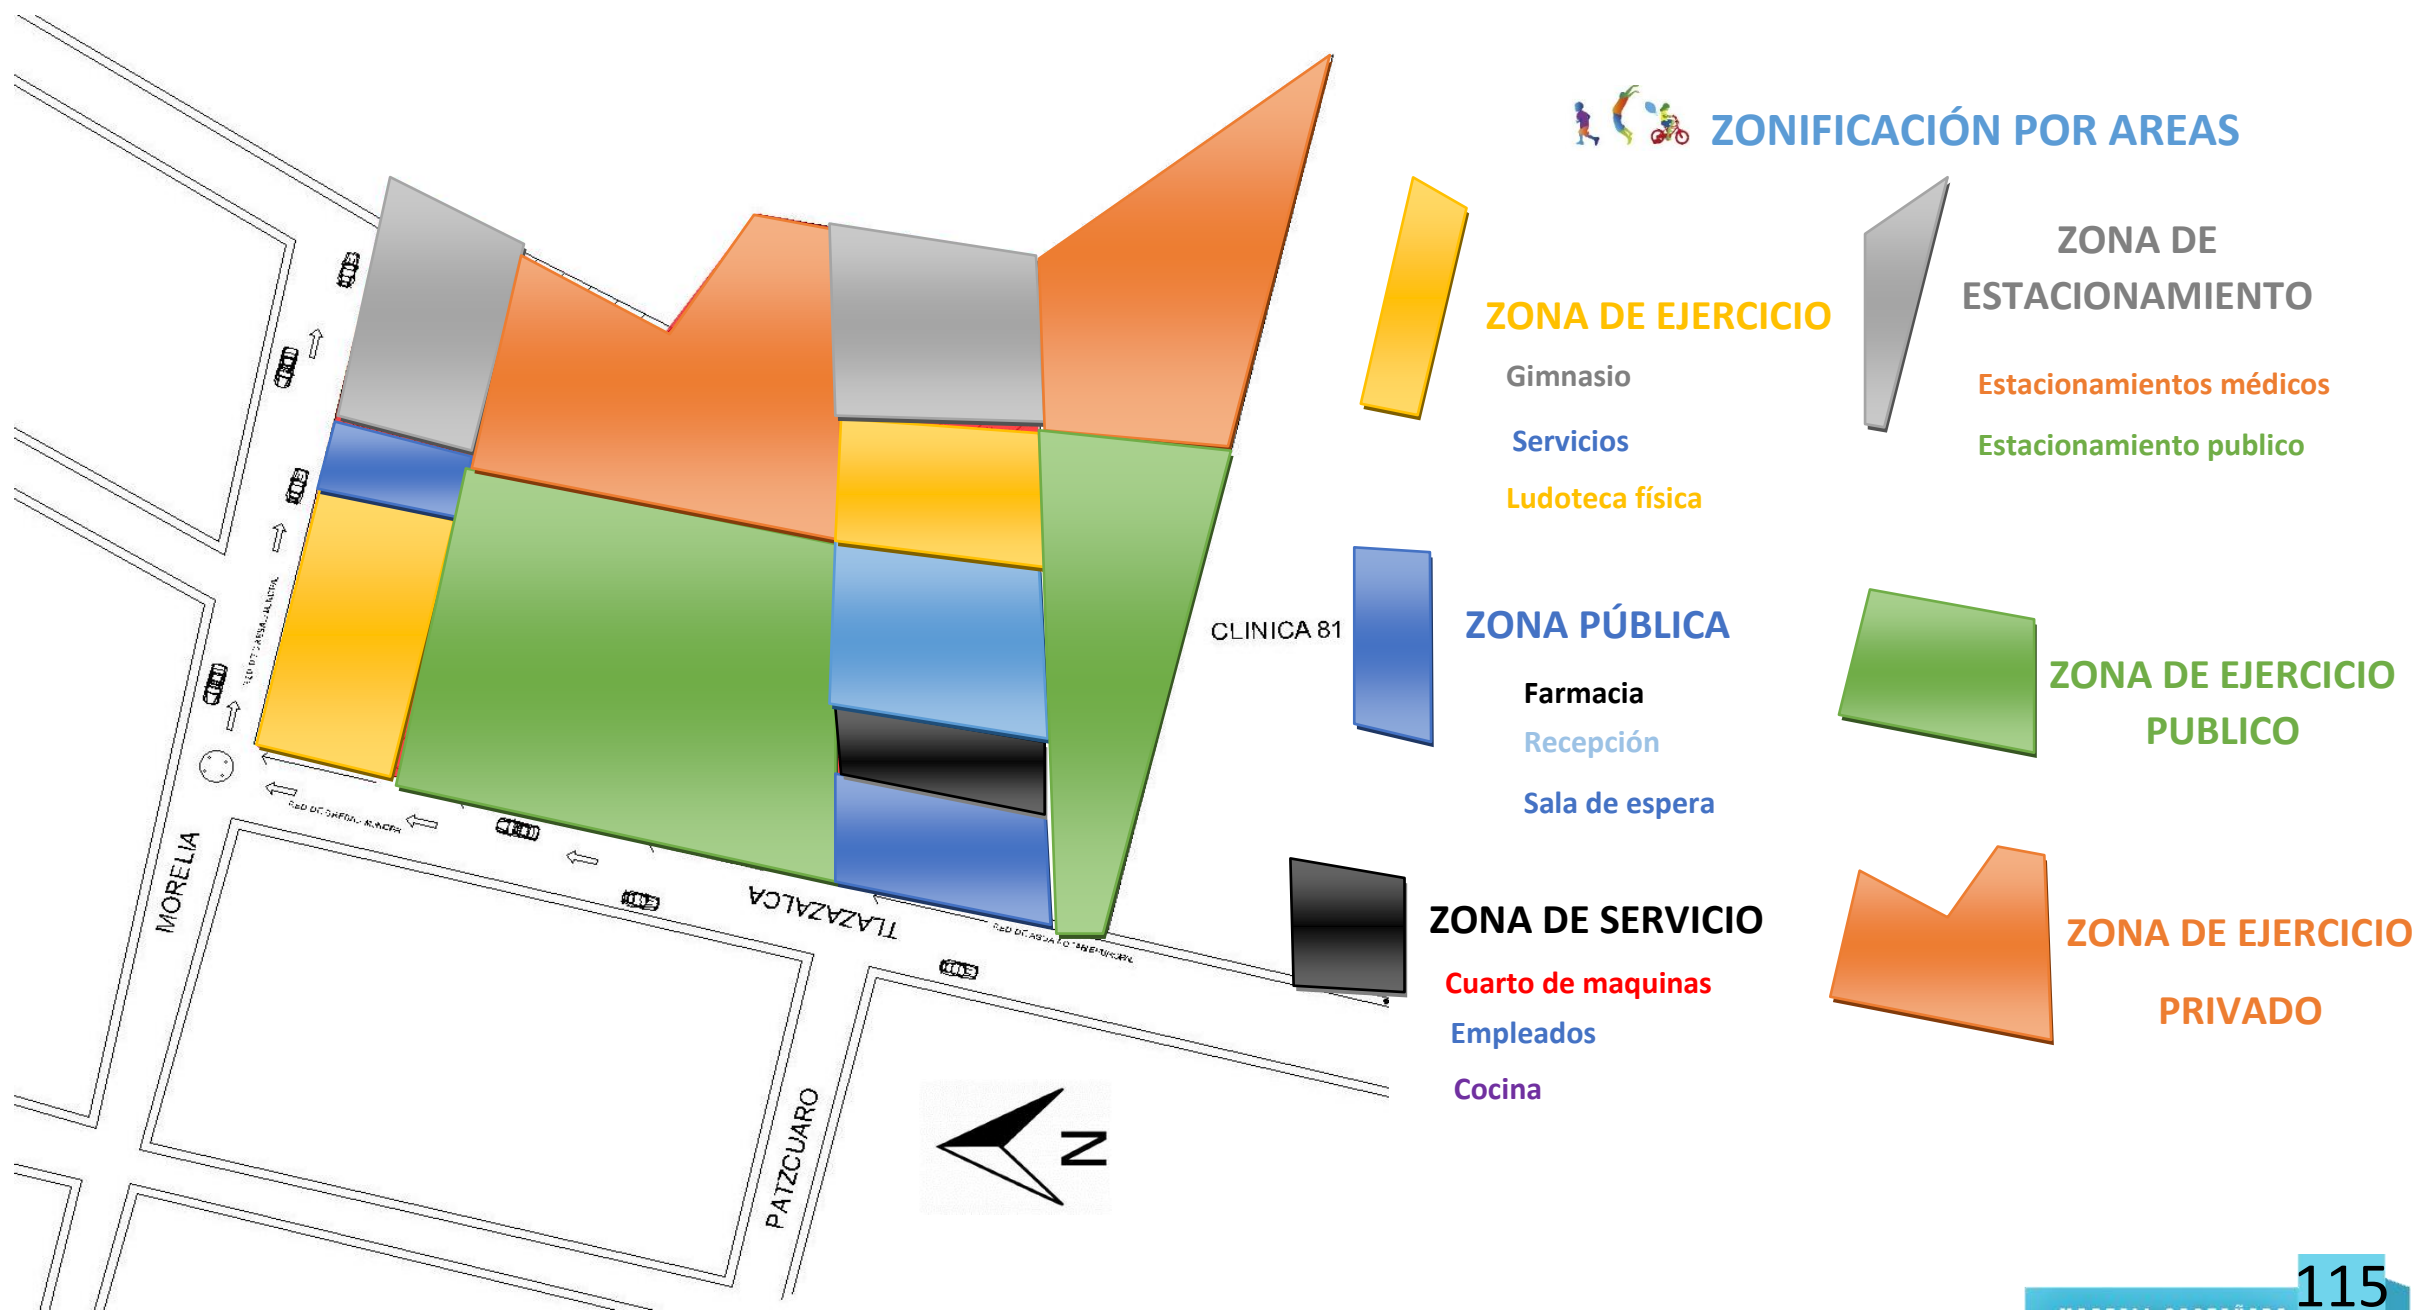 ZONIFICACIÓN POR AREAS
ZONA DE EJERCICIO
Gimnasio
Servicios
Ludoteca física
ZONA DE
ESTACIONAMIENTO
Estacionamientos médicos
Estacionamiento publico
CLINICA 81
ZONA PÚBLICA
Farmacia
Recepción
Sala de espera
ZONA DE EJERCICIO
PUBLICO
ZONA DE SERVICIO
Cuarto de maquinas
Empleados
Cocina
ZONA DE EJERCICIO
PRIVADO
MORELIA
TLAZAZALCA
PATZCUARO
N
115